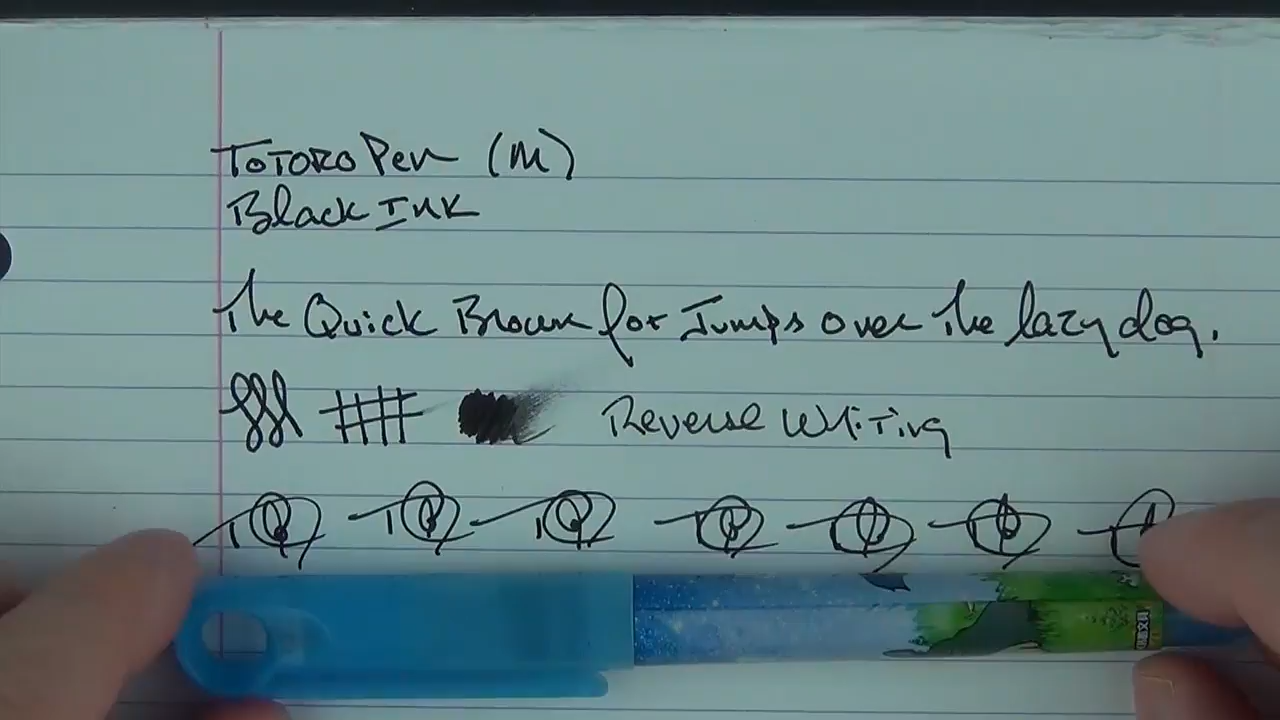 ToTORO Pen (M)
Black Ink
The Quick Brown fox Jumps over The lazy dog.
Reverse Writing